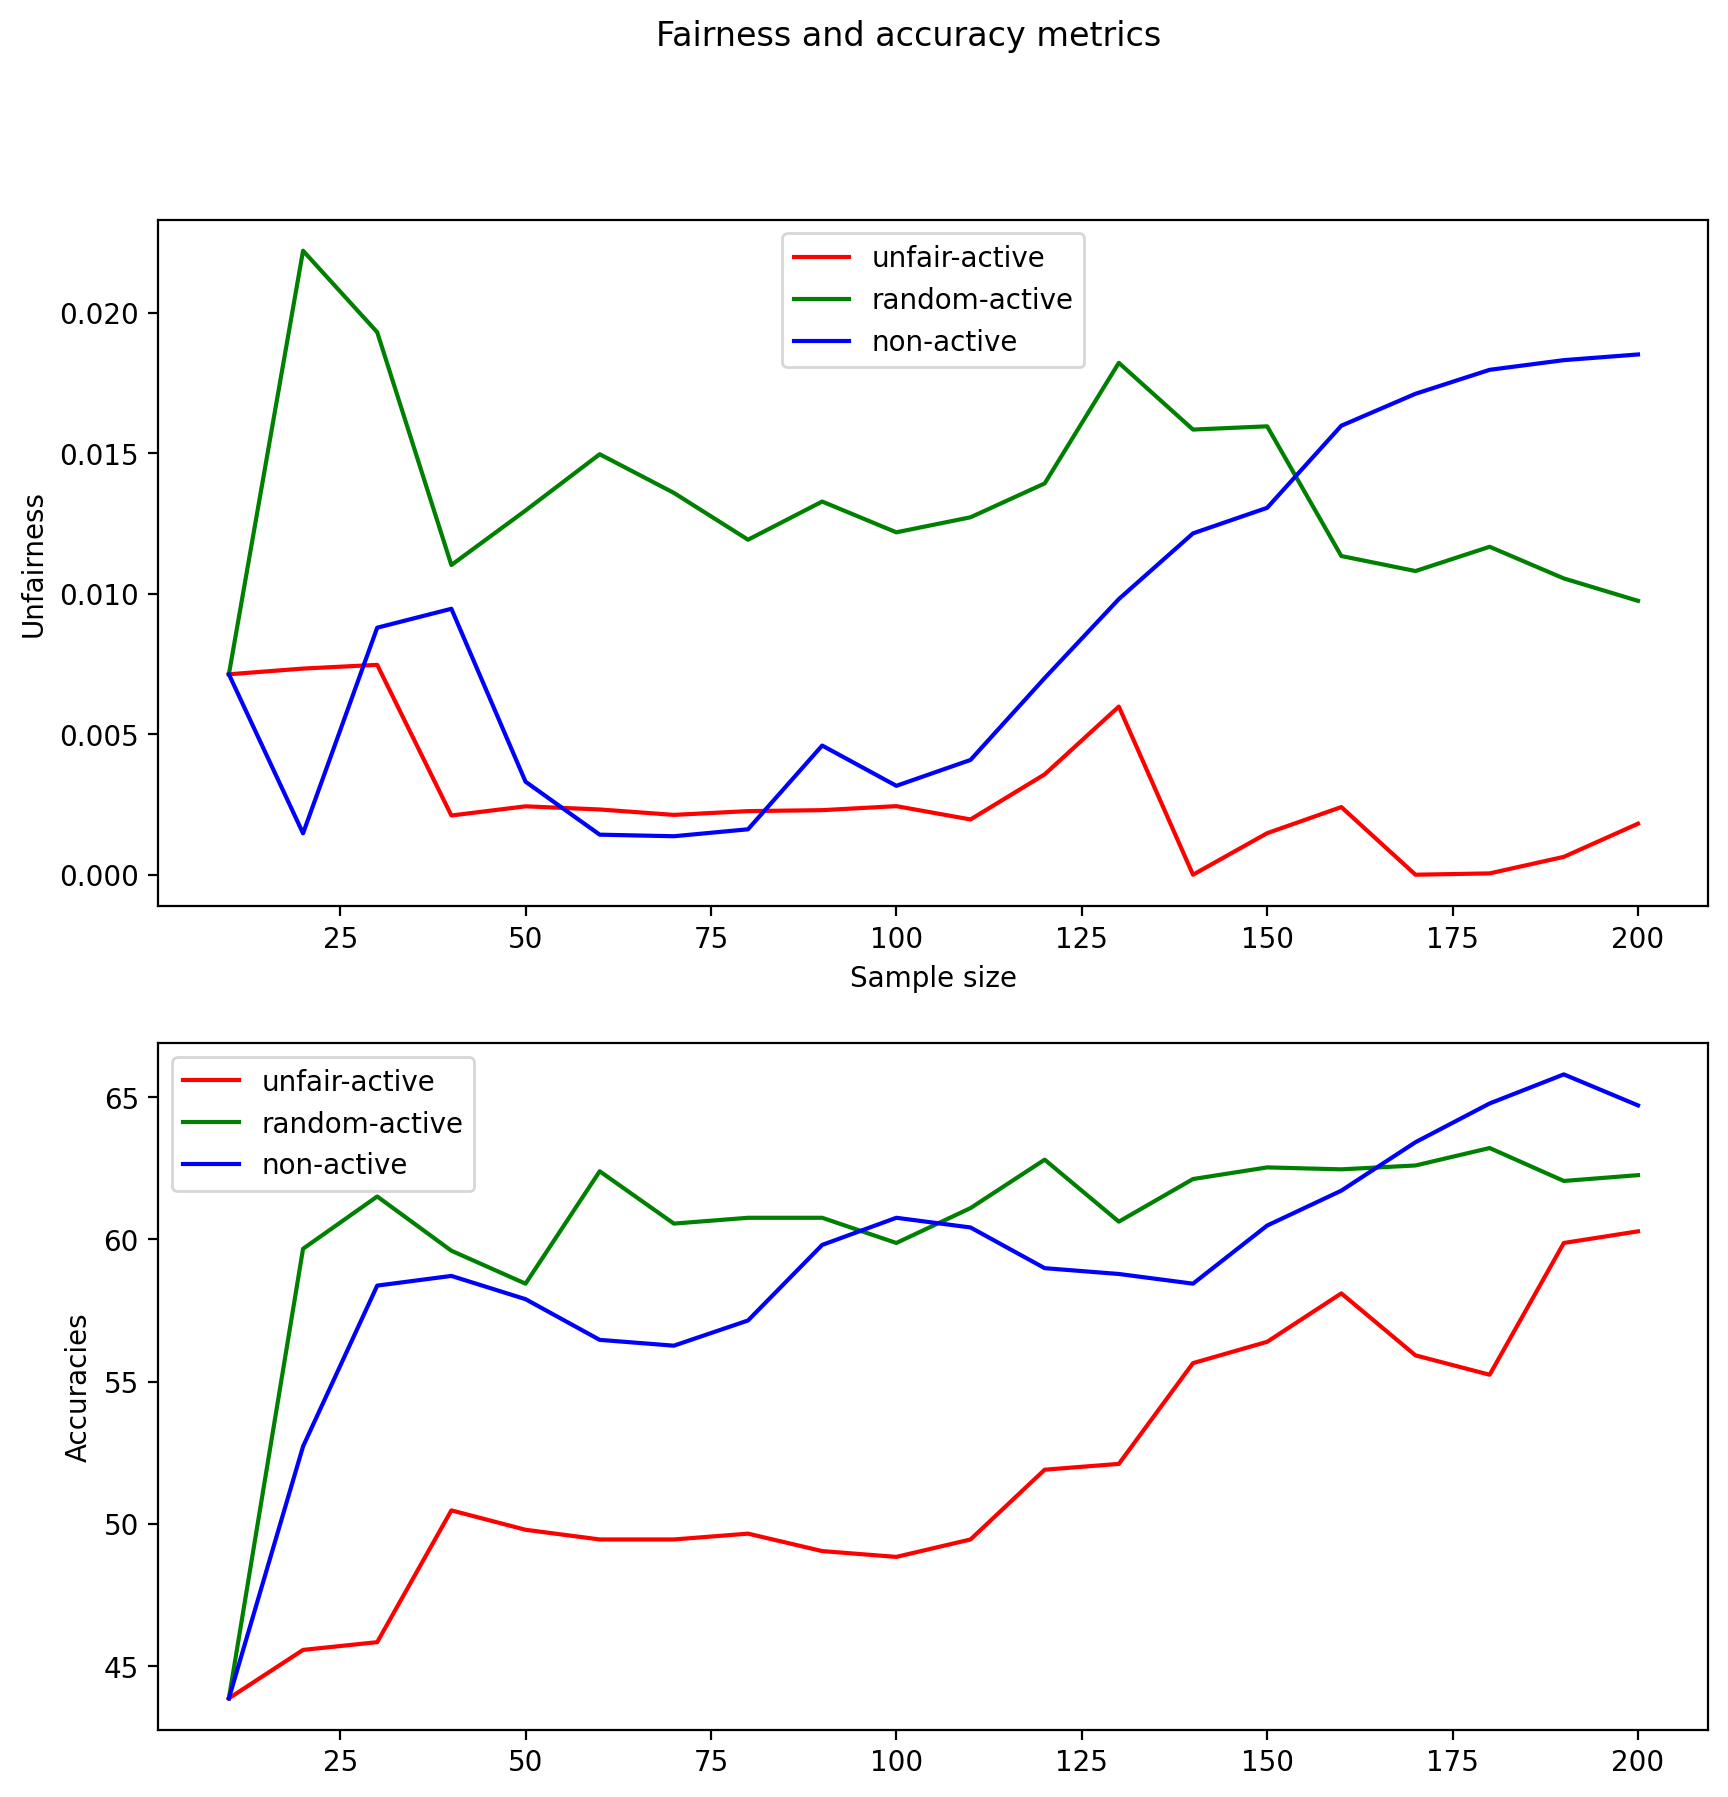 Fairness and accuracy metrics
unfair-active
random-active
non-active
0.020
0.015
0.010
0.005
0.000
Unfairness
25 50 75 100 125 150 175 200
Sample size
unfair-active
random-active
non-active
65
60
55
50
45
Accuracies
25 50 75 100 125 150 175 200